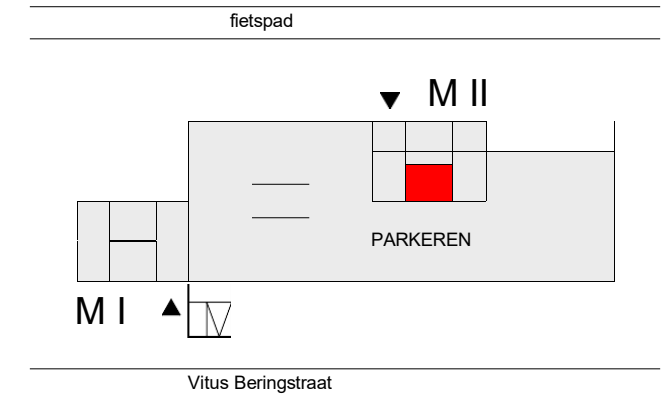 fietspad
M II
PARKEREN
M I
Vitus Beringstraat